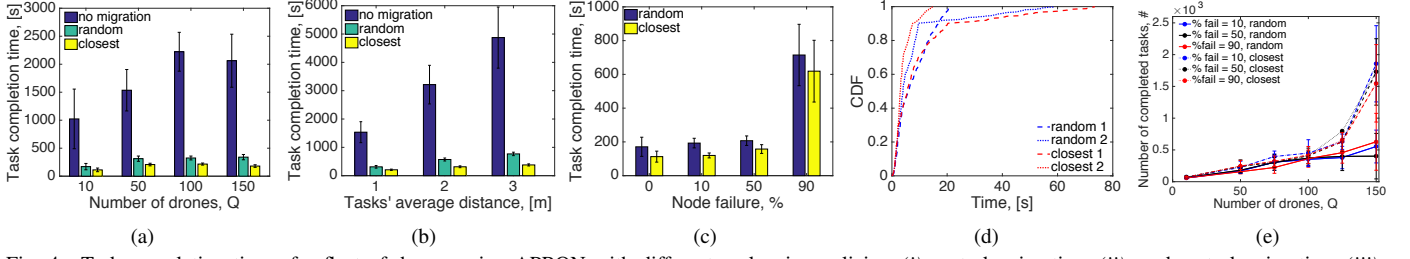 Task completion time, [s]
3000
2500
2000
1500
1000
500
0
no migration
random
closest
10 50 100 150
Number of drones, Q
(a)
Task completion time, [s]
6000
5000
4000
3000
2000
1000
0
no migration
random
closest
1 2 3
Tasks' average distance, [m]
(b)
Task completion time, [s]
1000
800
600
400
200
0
random
closest
0 10 50 90
Node failure, %
(c)
CDF
1
0.8
0.6
0.4
0.2
0
random 1
random 2
closest 1
closest 2
0 20 40 60 80
Time, [s]
(d)
Number of completed tasks, #
×10³
2.5
2
1.5
1
0.5
0
% fail = 10, random
% fail = 50, random
% fail = 90, random
% fail = 10, closest
% fail = 50, closest
%fail = 90, closest
0 50 100 150
Number of drones, Q
(e)